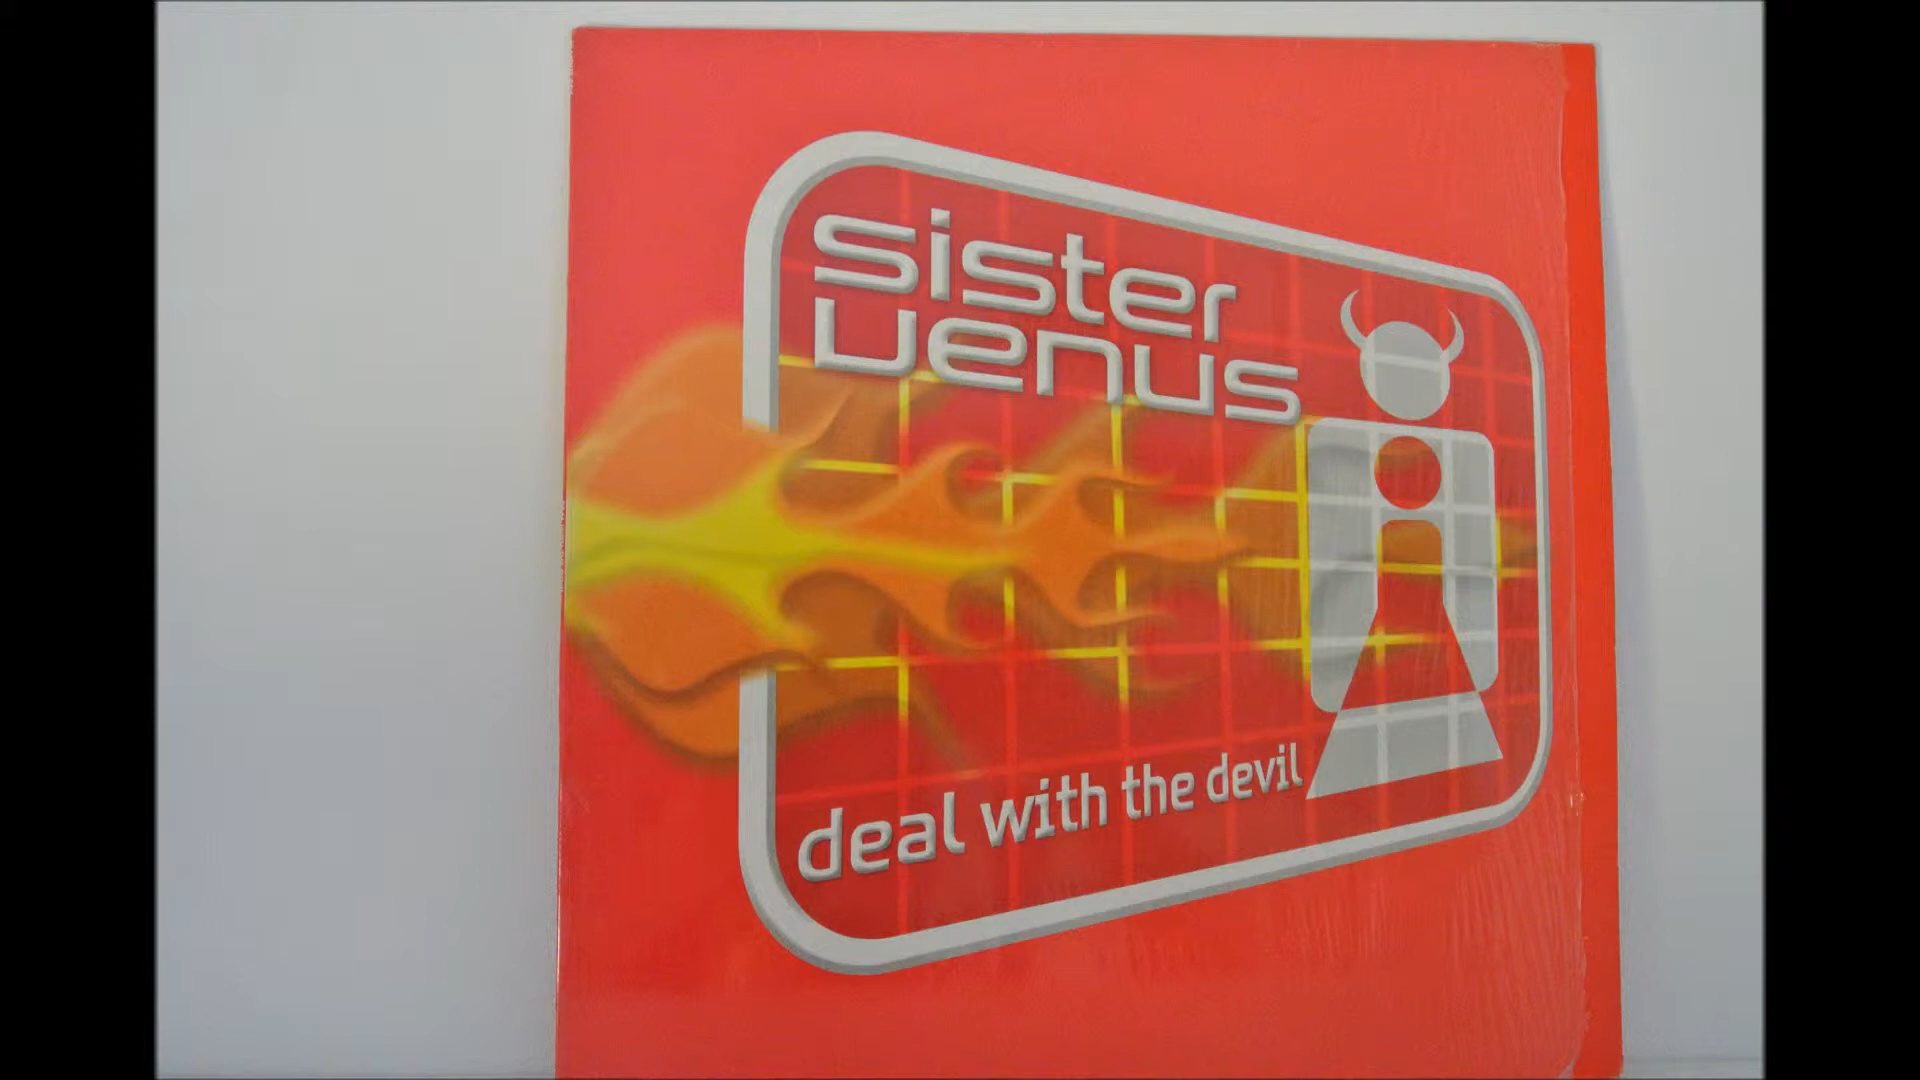 sister
venus
deal with the devil